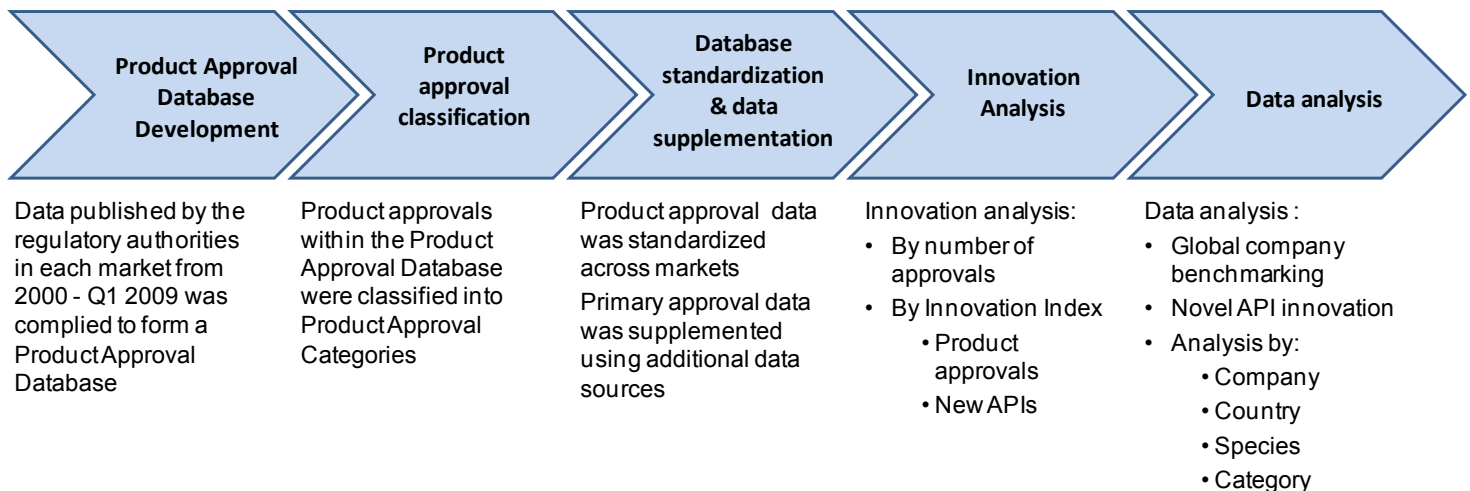 Product Approval
Database
Development
Product
approval
classification
Database
standardization
& data
supplementation
Innovation
Analysis
Data analysis
Data published by the
regulatory authorities
in each market from
2000 - Q1 2009 was
complied to form a
Product Approval
Database
Product approvals
within the Product
Approval Database
were classified into
Product Approval
Categories
Product approval data
was standardized
across markets
Primary approval data
was supplemented
using additional data
sources
Innovation analysis:
• By number of
approvals
• By Innovation Index
• Product
approvals
• New APIs
Data analysis :
• Global company
benchmarking
• Novel API innovation
• Analysis by:
• Company
• Country
• Species
• Category